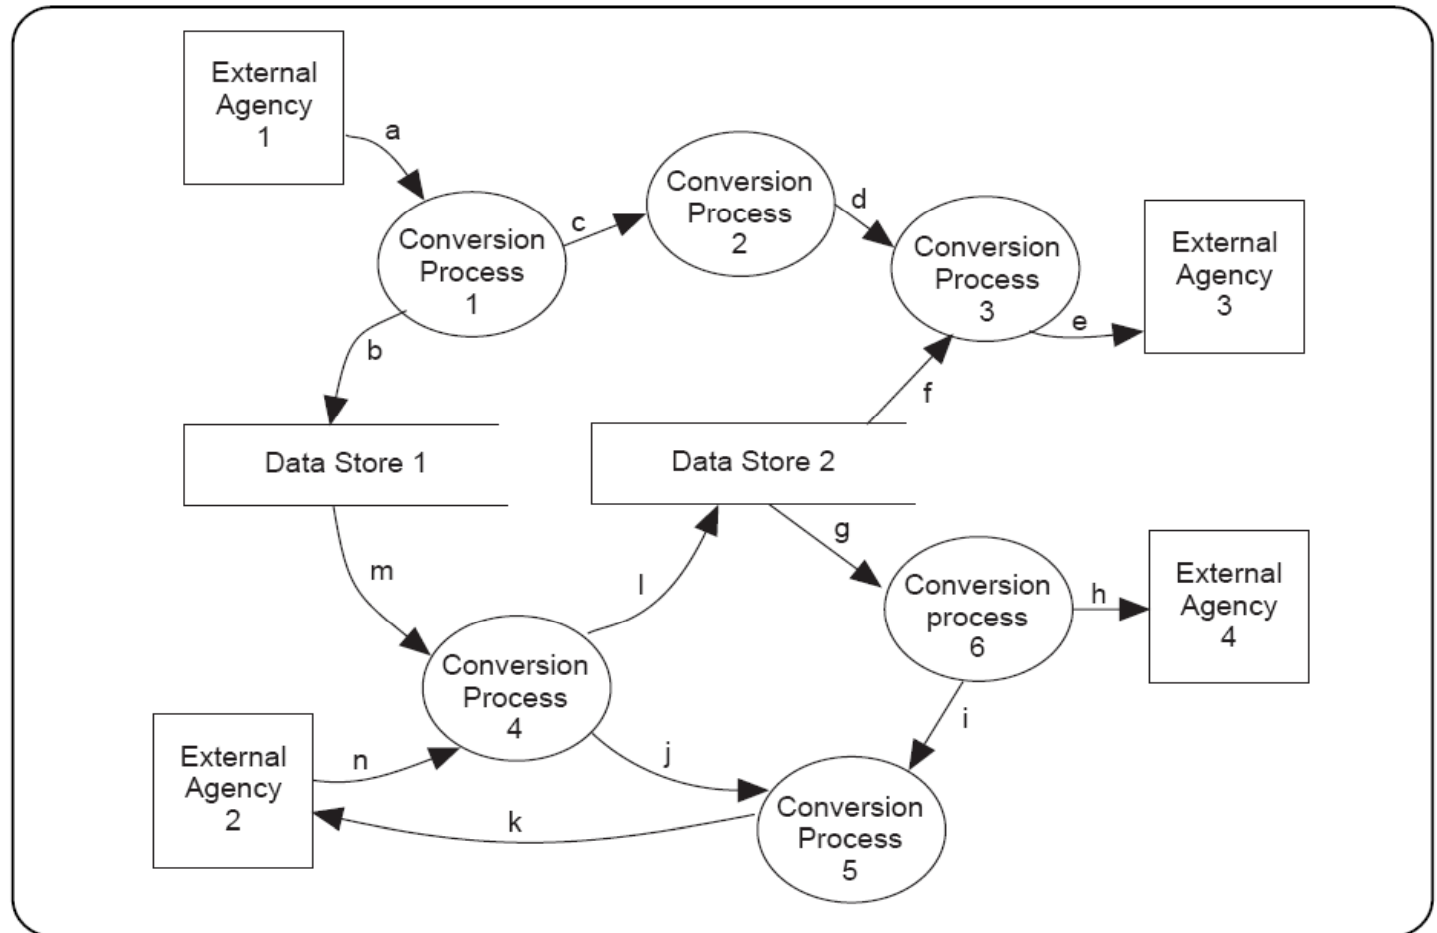 External
Agency
1
a
Conversion
Process
1
c
Conversion
Process
2
d
Conversion
Process
3
e
External
Agency
3
b
f
Data Store 1
Data Store 2
m
l
g
Conversion
process
6
h
External
Agency
4
i
Conversion
Process
4
External
Agency
2
n
j
k
Conversion
Process
5